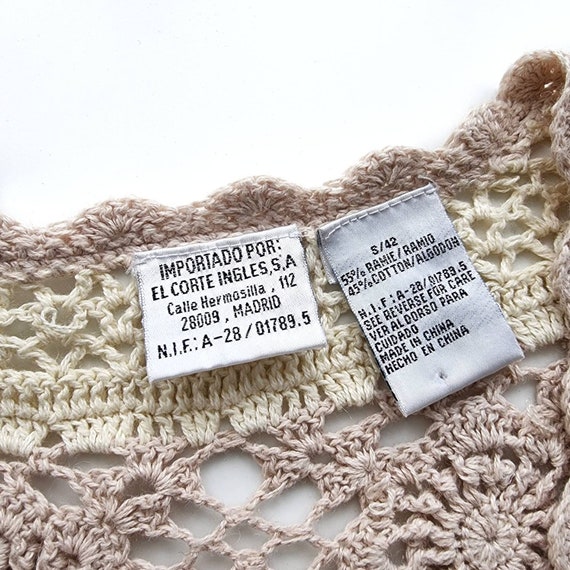 IMPORTADO POR:
EL CORTE INGLES,S,A
Calle Hermosilla , 112
28009 , MADRID
N.I.F.: A-28/01789.5
S/42
55% RAMIE/RAMIO
45% COTTON/ALGODOH
N.I.F: A-28/01789.5
SEE REVERSE FOR CARE
VER AL DORSO PARA
CUIDADO
MADE IN CHINA
HECHO EN CHINA